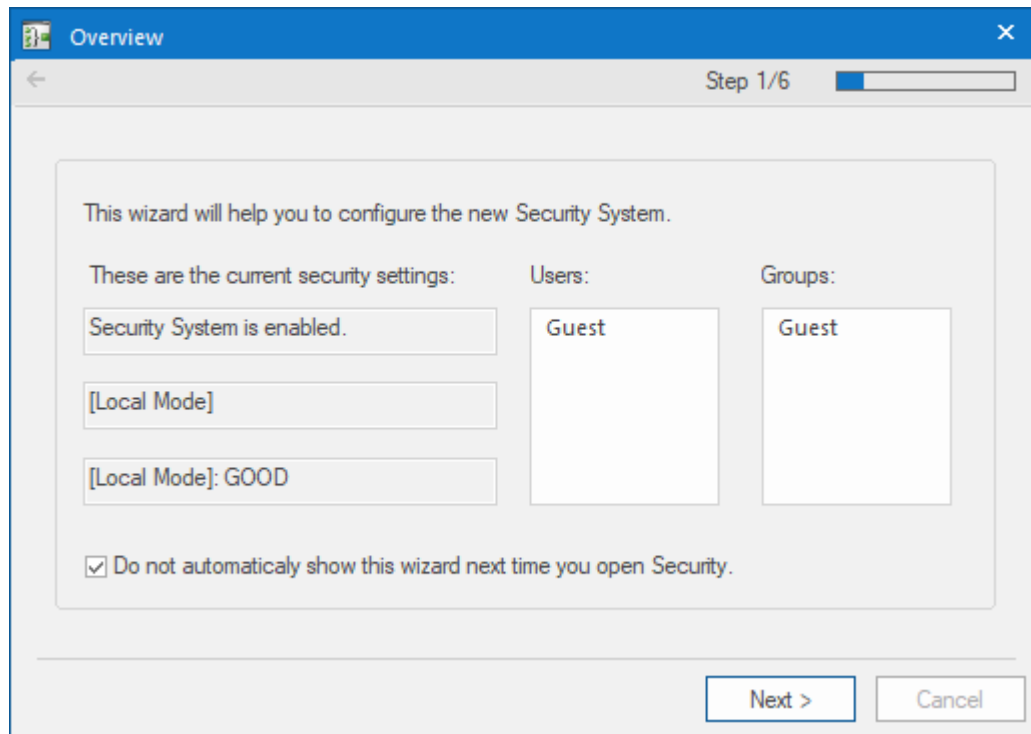 Overview
Step 1/6
This wizard will help you to configure the new Security System.
These are the current security settings:
Users:
Groups:
Security System is enabled.
Guest
Guest
[Local Mode]
[Local Mode]: GOOD
Do not automaticaly show this wizard next time you open Security.
Next >
Cancel